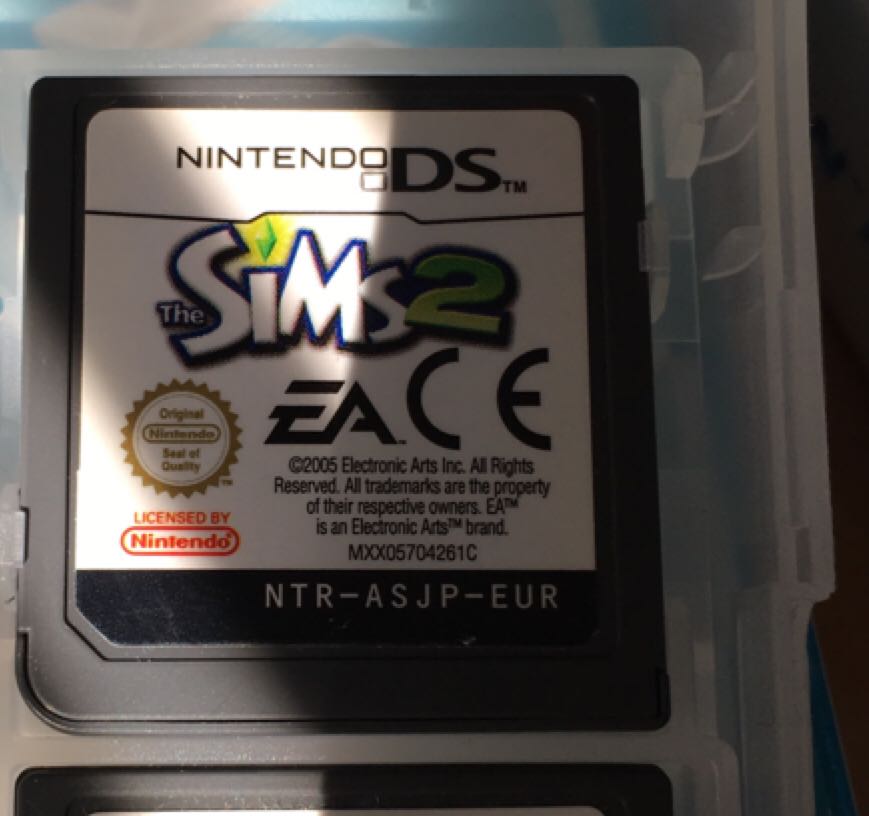 NINTENDO DS™
The SiMs 2
EA™ CE
Original
Nintendo
Seal of
Quality
™
LICENSED BY
Nintendo®
©2005 Electronic Arts Inc. All Rights
Reserved. All trademarks are the property
of their respective owners. EA™
is an Electronic Arts™ brand.
MXX05704261C
NTR-ASJP-EUR